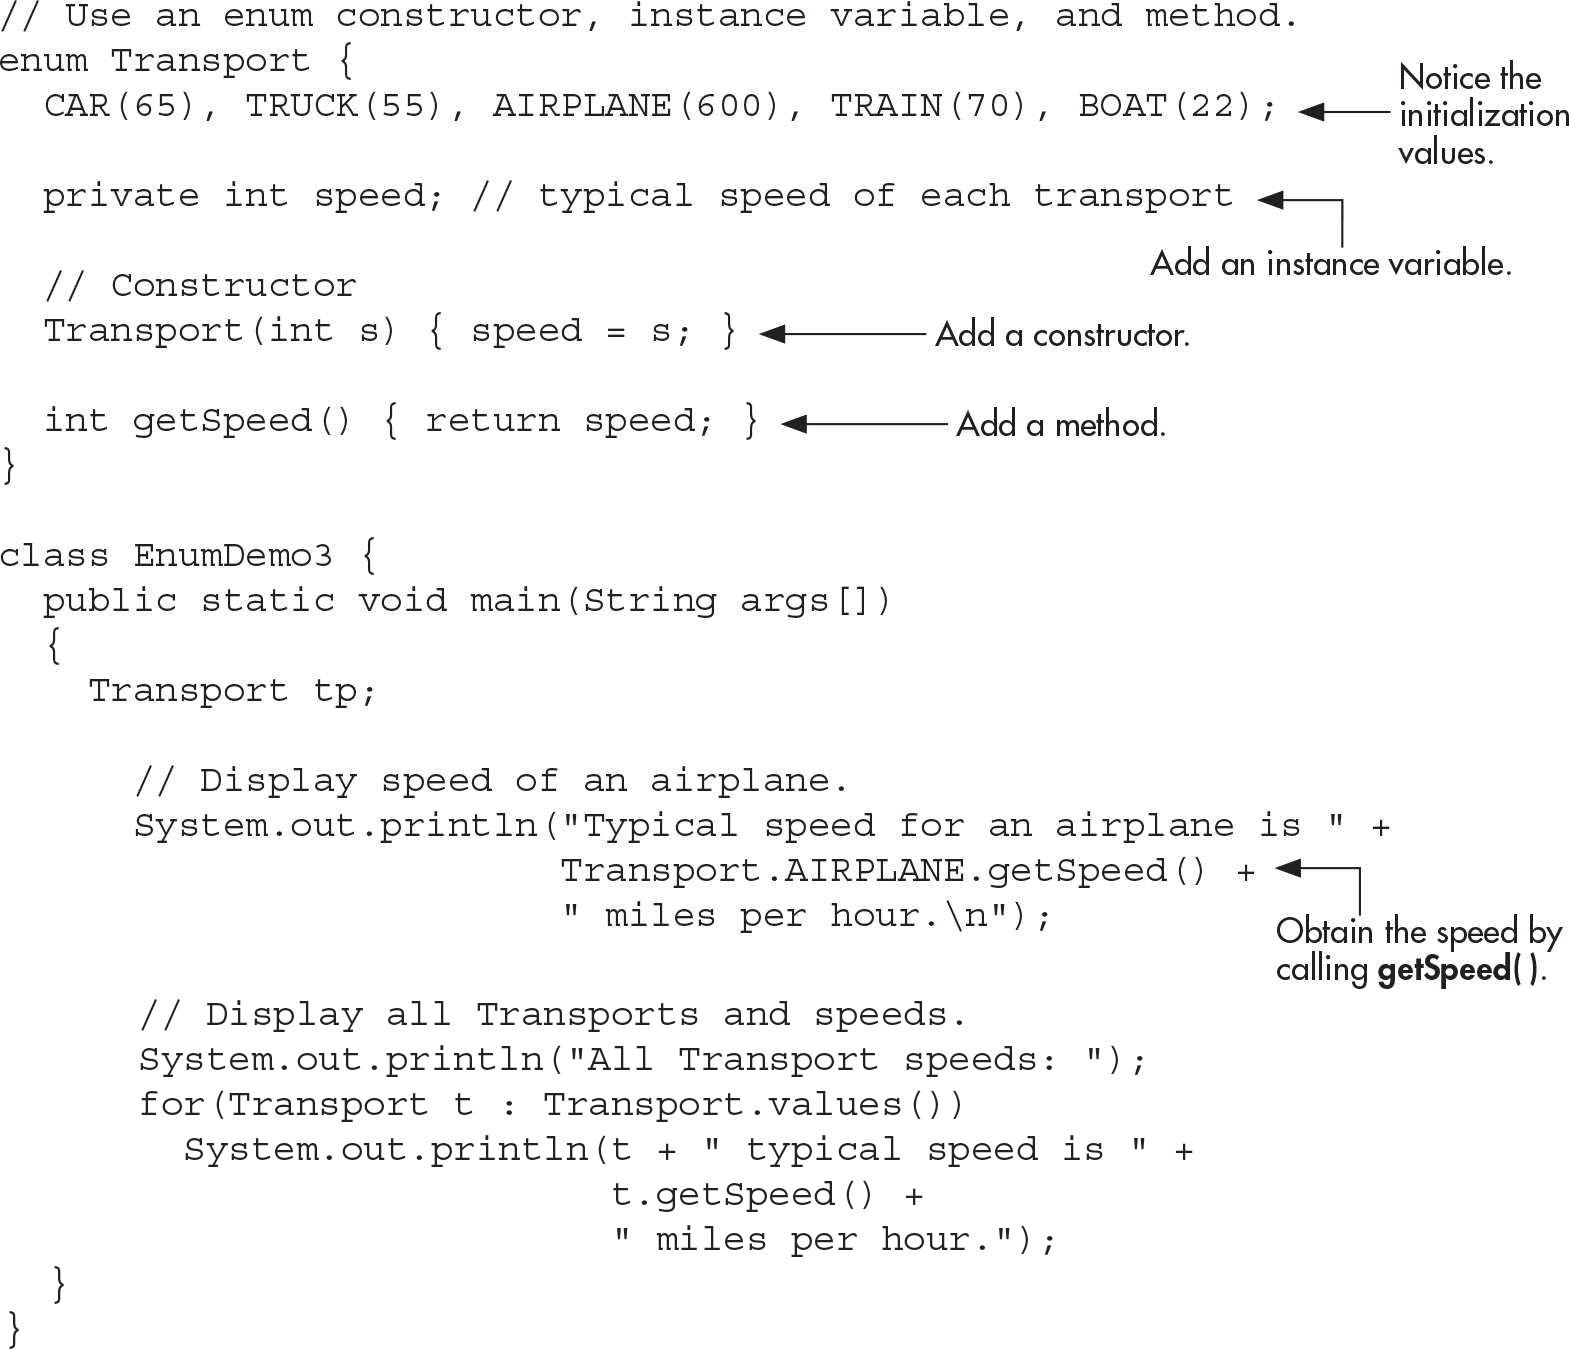 // Use an enum constructor, instance variable, and method.
enum Transport {
  CAR(65), TRUCK(55), AIRPLANE(600), TRAIN(70), BOAT(22);
Notice the
initialization
values.
  private int speed; // typical speed of each transport
Add an instance variable.
  // Constructor
  Transport(int s) { speed = s; }
Add a constructor.
  int getSpeed() { return speed; }
Add a method.
}
class EnumDemo3 {
  public static void main(String args[])
  {
    Transport tp;
      // Display speed of an airplane.
      System.out.println("Typical speed for an airplane is " +
                         Transport.AIRPLANE.getSpeed() +
                         " miles per hour.\n");
Obtain the speed by
calling getSpeed( ).
      // Display all Transports and speeds.
      System.out.println("All Transport speeds: ");
      for(Transport t : Transport.values())
        System.out.println(t + " typical speed is " +
                           t.getSpeed() +
                           " miles per hour.");
  }
}